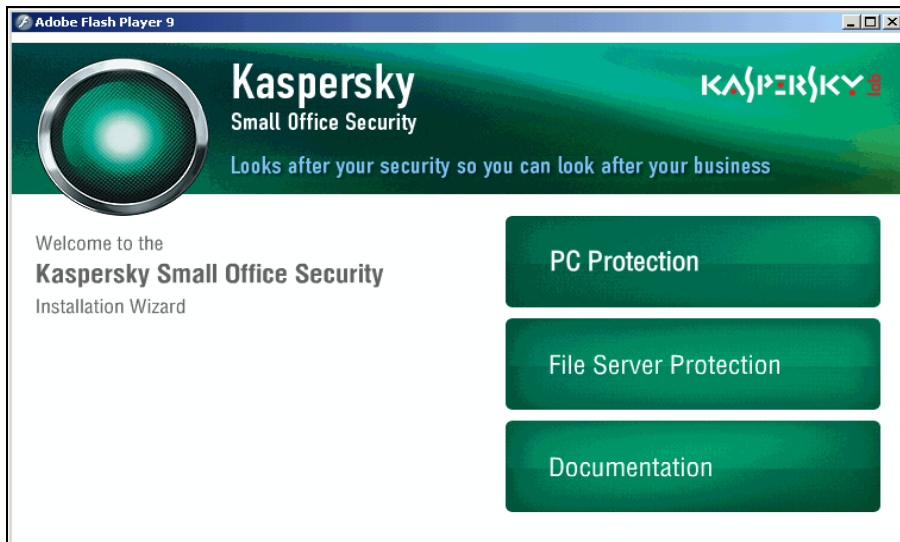 Adobe Flash Player 9
Kaspersky
Small Office Security
Looks after your security so you can look after your business
KASPERSKY lab
Welcome to the
Kaspersky Small Office Security
Installation Wizard
PC Protection
File Server Protection
Documentation